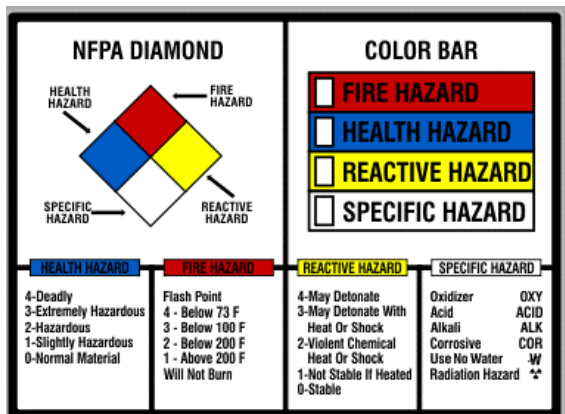 NFPA DIAMOND
HEALTH
HAZARD
FIRE
HAZARD
SPECIFIC
HAZARD
REACTIVE
HAZARD
COLOR BAR
FIRE HAZARD
HEALTH HAZARD
REACTIVE HAZARD
SPECIFIC HAZARD
HEALTH HAZARD
4-Deadly
3-Extremely Hazardous
2-Hazardous
1-Slightly Hazardous
0-Normal Material
FIRE HAZARD
Flash Point
4 - Below 73 F
3 - Below 100 F
2 - Below 200 F
1 - Above 200 F
Will Not Burn
REACTIVE HAZARD
4-May Detonate
3-May Detonate With
Heat Or Shock
2-Violent Chemical
Heat Or Shock
1-Not Stable If Heated
0-Stable
SPECIFIC HAZARD
Oxidizer OXY
Acid ACID
Alkali ALK
Corrosive COR
Use No Water W
Radiation Hazard ☢